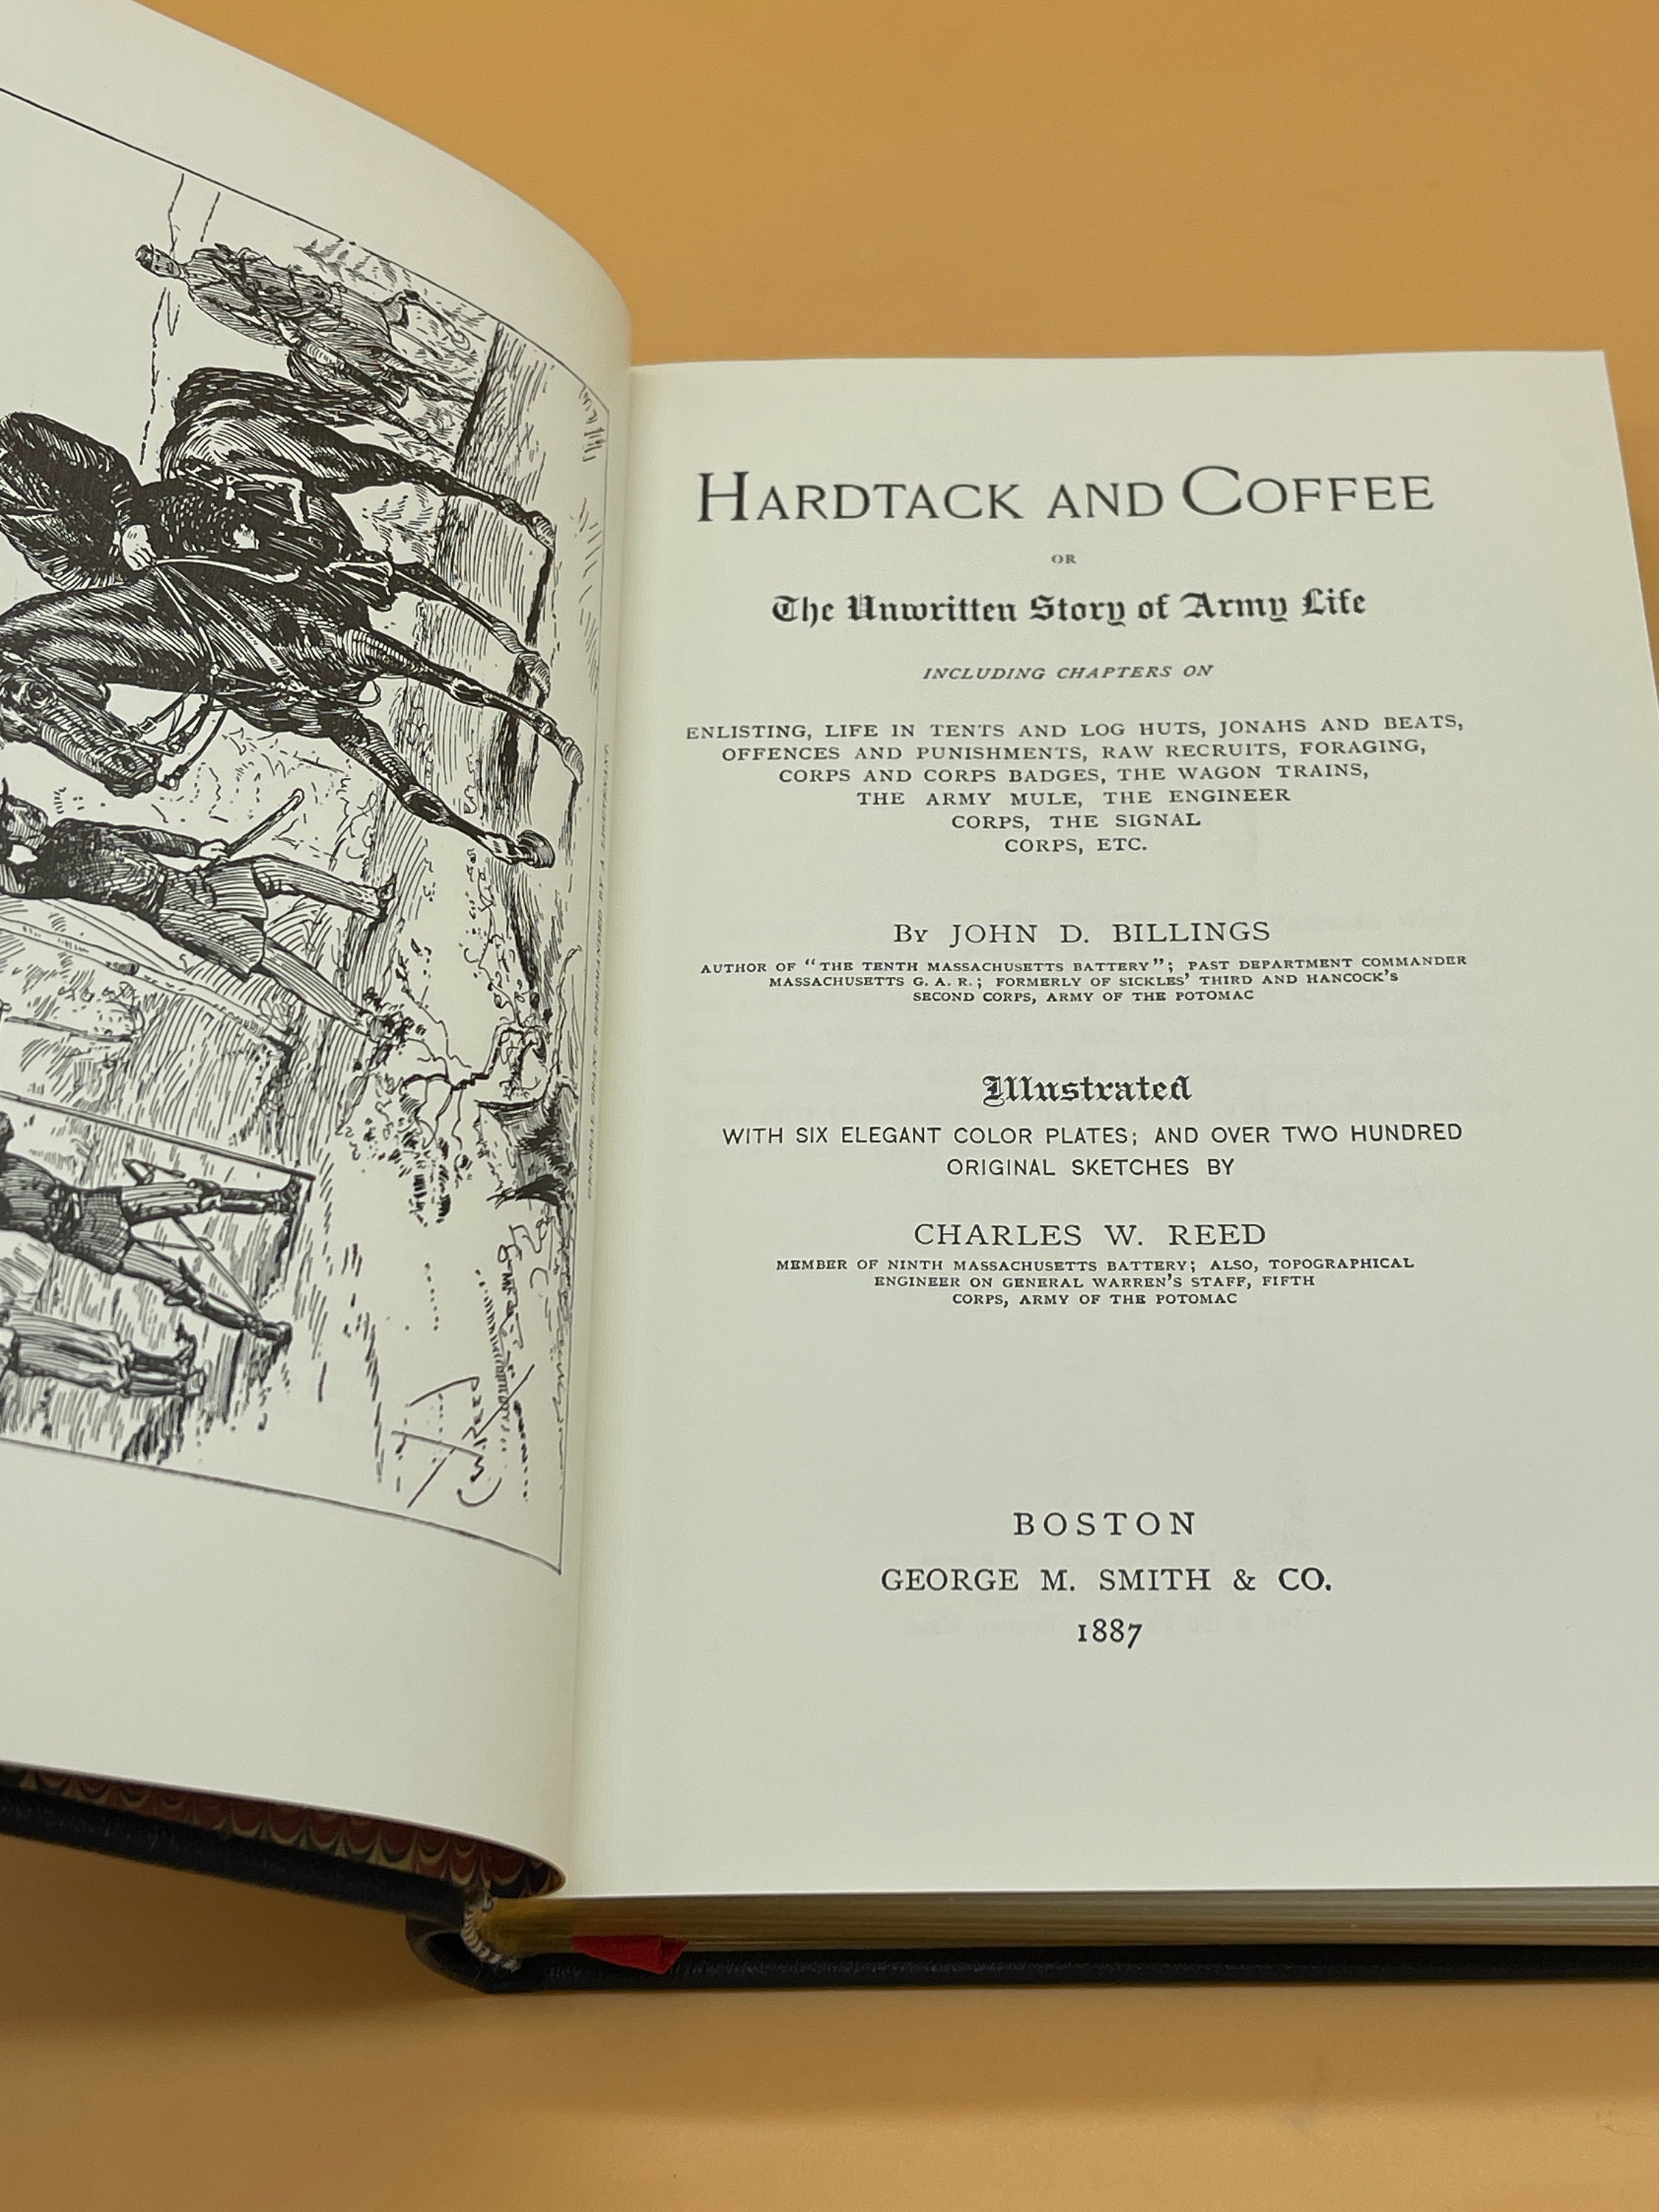 HARDTACK AND COFFEE
OR
The Unwritten Story of Army Life
INCLUDING CHAPTERS ON
ENLISTING, LIFE IN TENTS AND LOG HUTS, JONAHS AND BEATS,
OFFENCES AND PUNISHMENTS, RAW RECRUITS, FORAGING,
CORPS AND CORPS BADGES, THE WAGON TRAINS,
THE ARMY MULE, THE ENGINEER
CORPS, THE SIGNAL
CORPS, ETC.
By JOHN D. BILLINGS
AUTHOR OF "THE TENTH MASSACHUSETTS BATTERY"; PAST DEPARTMENT COMMANDER
MASSACHUSETTS G. A. R.; FORMERLY OF SICKLES' THIRD AND HANCOCK'S
SECOND CORPS, ARMY OF THE POTOMAC
Illustrated
WITH SIX ELEGANT COLOR PLATES; AND OVER TWO HUNDRED
ORIGINAL SKETCHES BY
CHARLES W. REED
MEMBER OF NINTH MASSACHUSETTS BATTERY; ALSO, TOPOGRAPHICAL
ENGINEER ON GENERAL WARREN'S STAFF, FIFTH
CORPS, ARMY OF THE POTOMAC
BOSTON
GEORGE M. SMITH & CO.
1887
C.W. REED